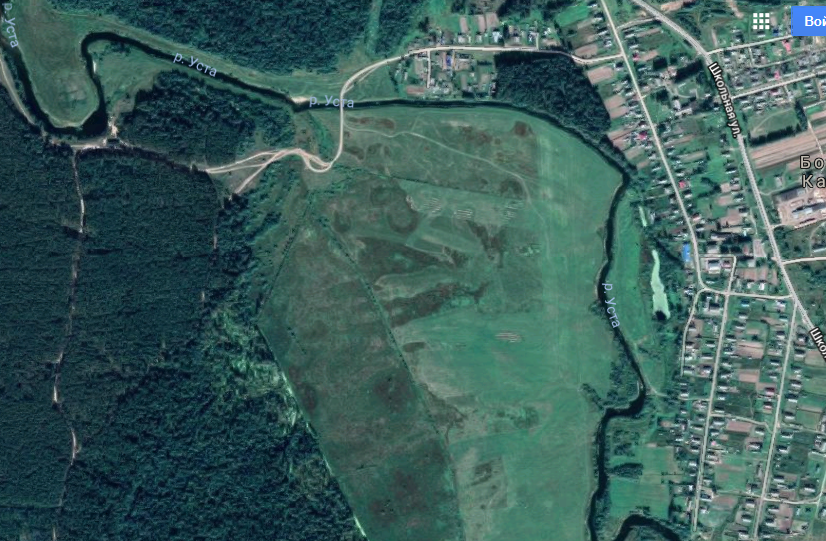 р. Уста
р. Уста
р. Уста
Вой
Школьная ул.
Бо
Ка
р. Уста
Шко